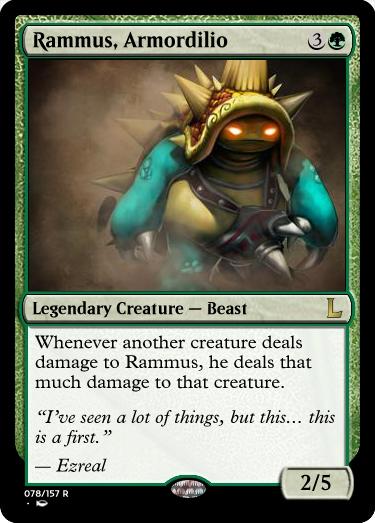 Rammus, Armordilio 3
Legendary Creature — Beast L
Whenever another creature deals
damage to Rammus, he deals that
much damage to that creature.
“I’ve seen a lot of things, but this… this
is a first.”
— Ezreal
2/5
078/157 R